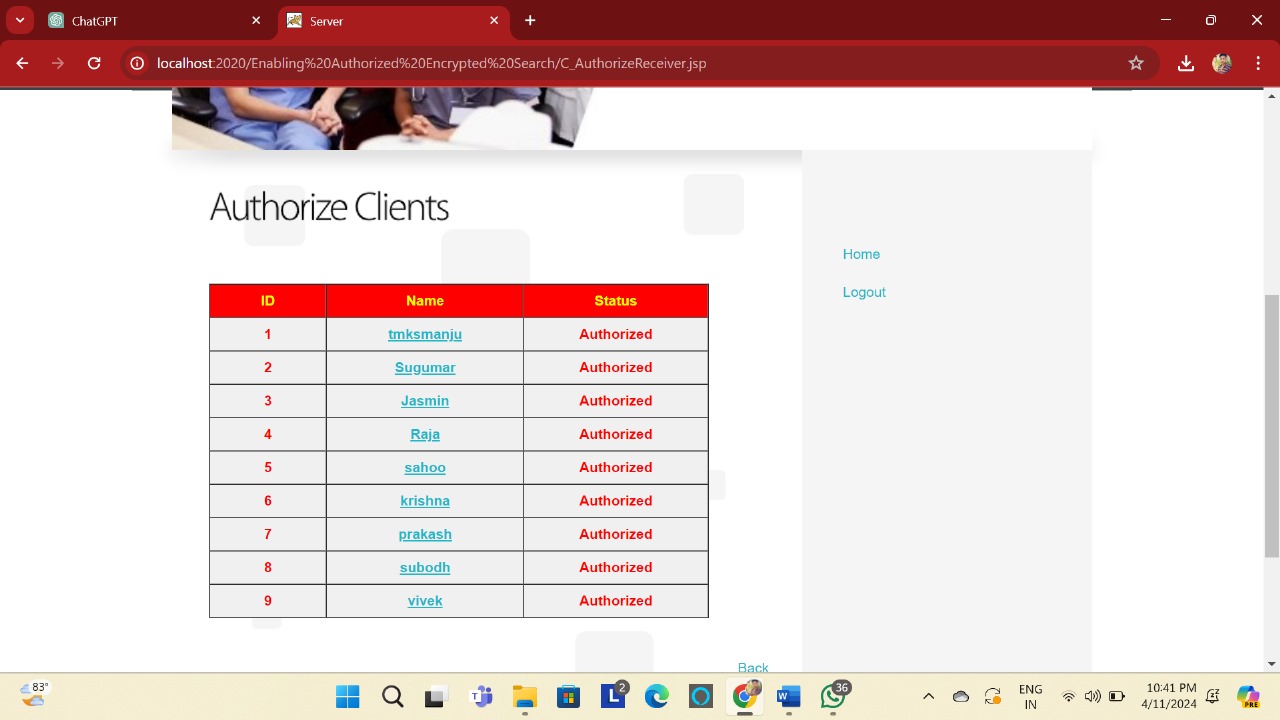 ChatGPT
Server
localhost:2020/Enabling%20Authorized%20Encrypted%20Search/C_AuthorizeReceiver.jsp
Authorize Clients
Home
Logout
ID Name Status
1 tmksmanju Authorized
2 Sugumar Authorized
3 Jasmin Authorized
4 Raja Authorized
5 sahoo Authorized
6 krishna Authorized
7 prakash Authorized
8 subodh Authorized
9 vivek Authorized
Back
83°
2
36
ENG
IN
10:41 PM
4/11/2024
PRE